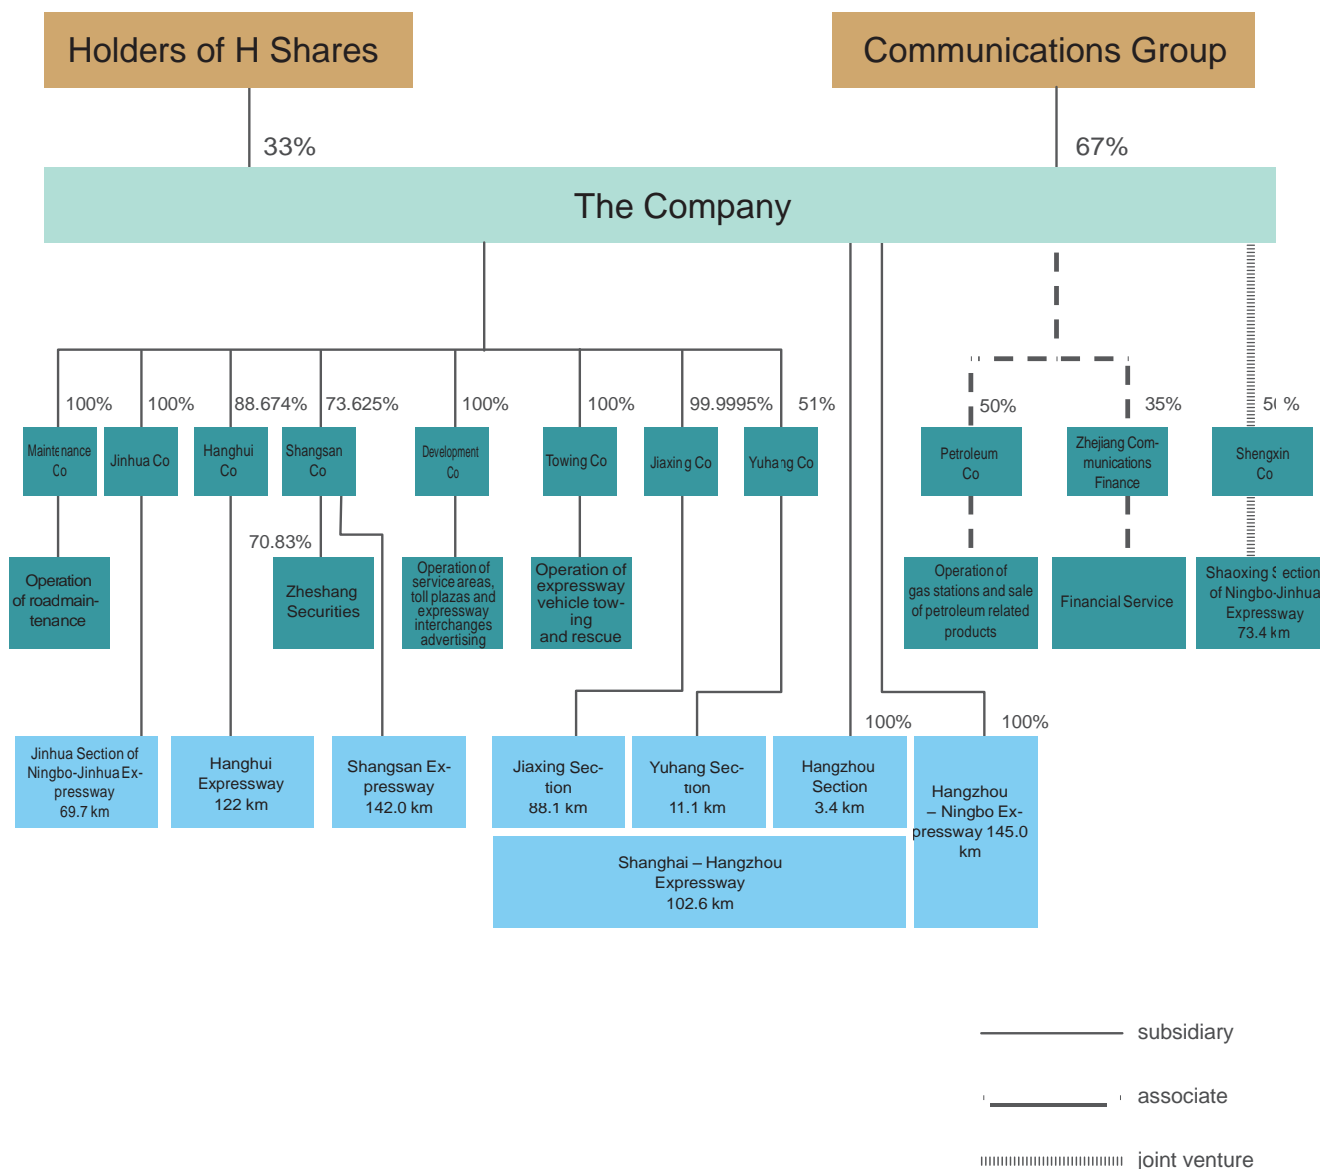 Holders of H Shares
Communications Group
33%
67%
The Company
100%
100%
88.674%
73.625%
100%
100%
99.9995%
51%
50%
35%
Maintenance
Co
Jinhua Co
Hanghui
Co
Shangsan
Co
Development
Co
Towing Co
Jiaxing Co
Yuhang Co
Petroleum
Co
Zhejiang Com-
munications
Finance
Shengxin
Co
70.83%
Operation
of roadmain-
tenance
Zheshang
Securities
Operation of
service areas,
toll plazas and
expressway
interchanges
advertising
Operation of
expressway
vehicle tow-
ing
and rescue
Operation of
gas stations and sale
of petroleum related
products
Financial Service
Shaoxing Section
of Ningbo-Jinhua
Expressway
73.4 km
100%
100%
Jinhua Section of
Ningbo-Jinhua Ex-
pressway
69.7 km
Hanghui
Expressway
122 km
Shangsan Ex-
pressway
142.0 km
Jiaxing Sec-
tion
88.1 km
Yuhang Sec-
tion
11.1 km
Hangzhou
Section
3.4 km
Hangzhou
– Ningbo Ex-
pressway 145.0
km
Shanghai – Hangzhou
Expressway
102.6 km
subsidiary
associate
joint venture